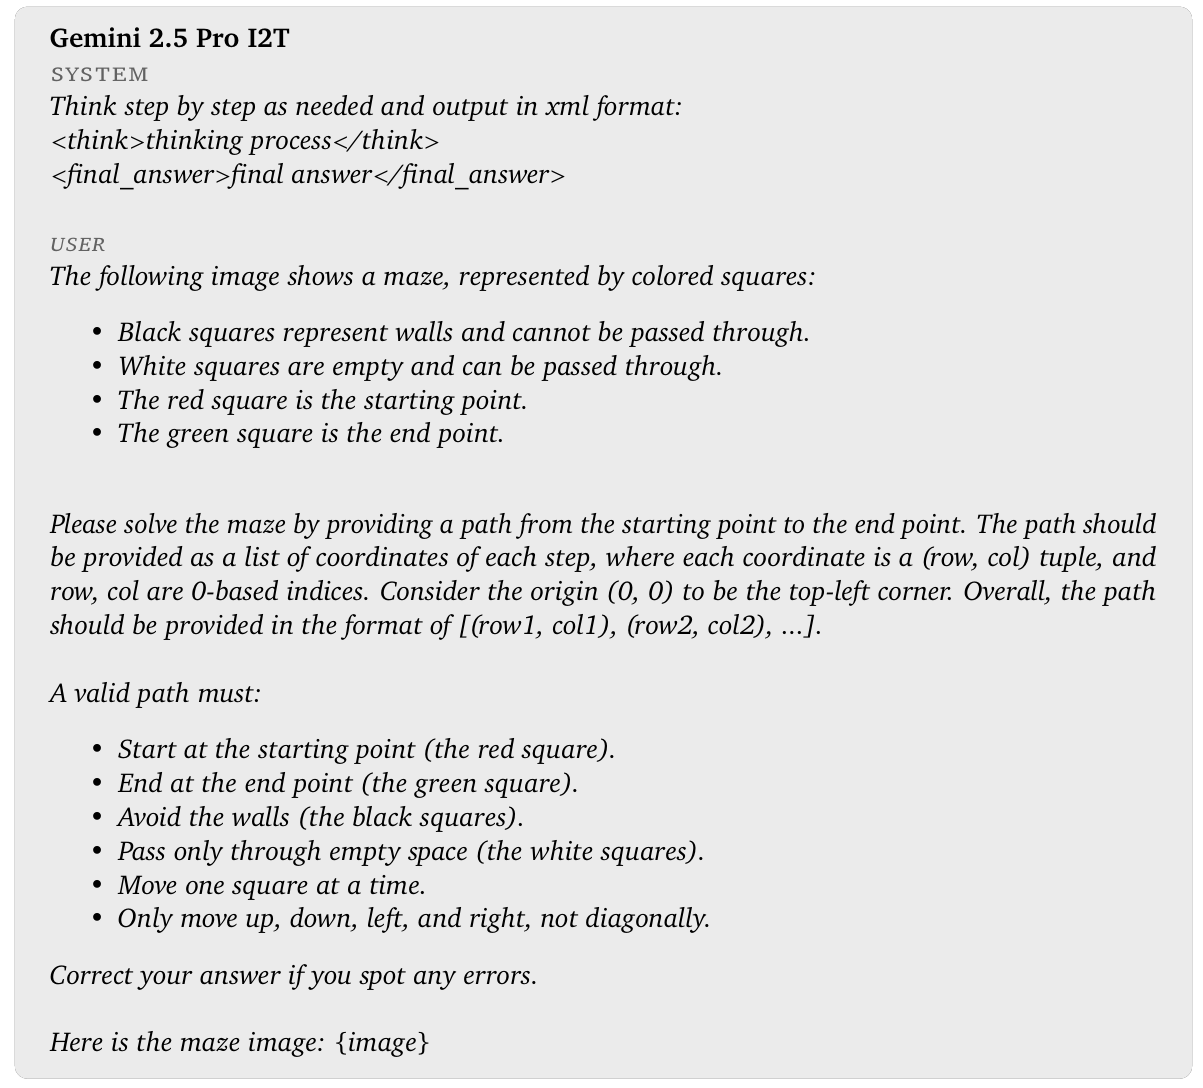 Gemini 2.5 Pro I2T
SYSTEM
Think step by step as needed and output in xml format:
<think>thinking process</think>
<final_answer>final answer</final_answer>
USER
The following image shows a maze, represented by colored squares:
• Black squares represent walls and cannot be passed through.
• White squares are empty and can be passed through.
• The red square is the starting point.
• The green square is the end point.
Please solve the maze by providing a path from the starting point to the end point. The path should
be provided as a list of coordinates of each step, where each coordinate is a (row, col) tuple, and
row, col are 0-based indices. Consider the origin (0, 0) to be the top-left corner. Overall, the path
should be provided in the format of [(row1, col1), (row2, col2), ...].
A valid path must:
• Start at the starting point (the red square).
• End at the end point (the green square).
• Avoid the walls (the black squares).
• Pass only through empty space (the white squares).
• Move one square at a time.
• Only move up, down, left, and right, not diagonally.
Correct your answer if you spot any errors.
Here is the maze image: {image}